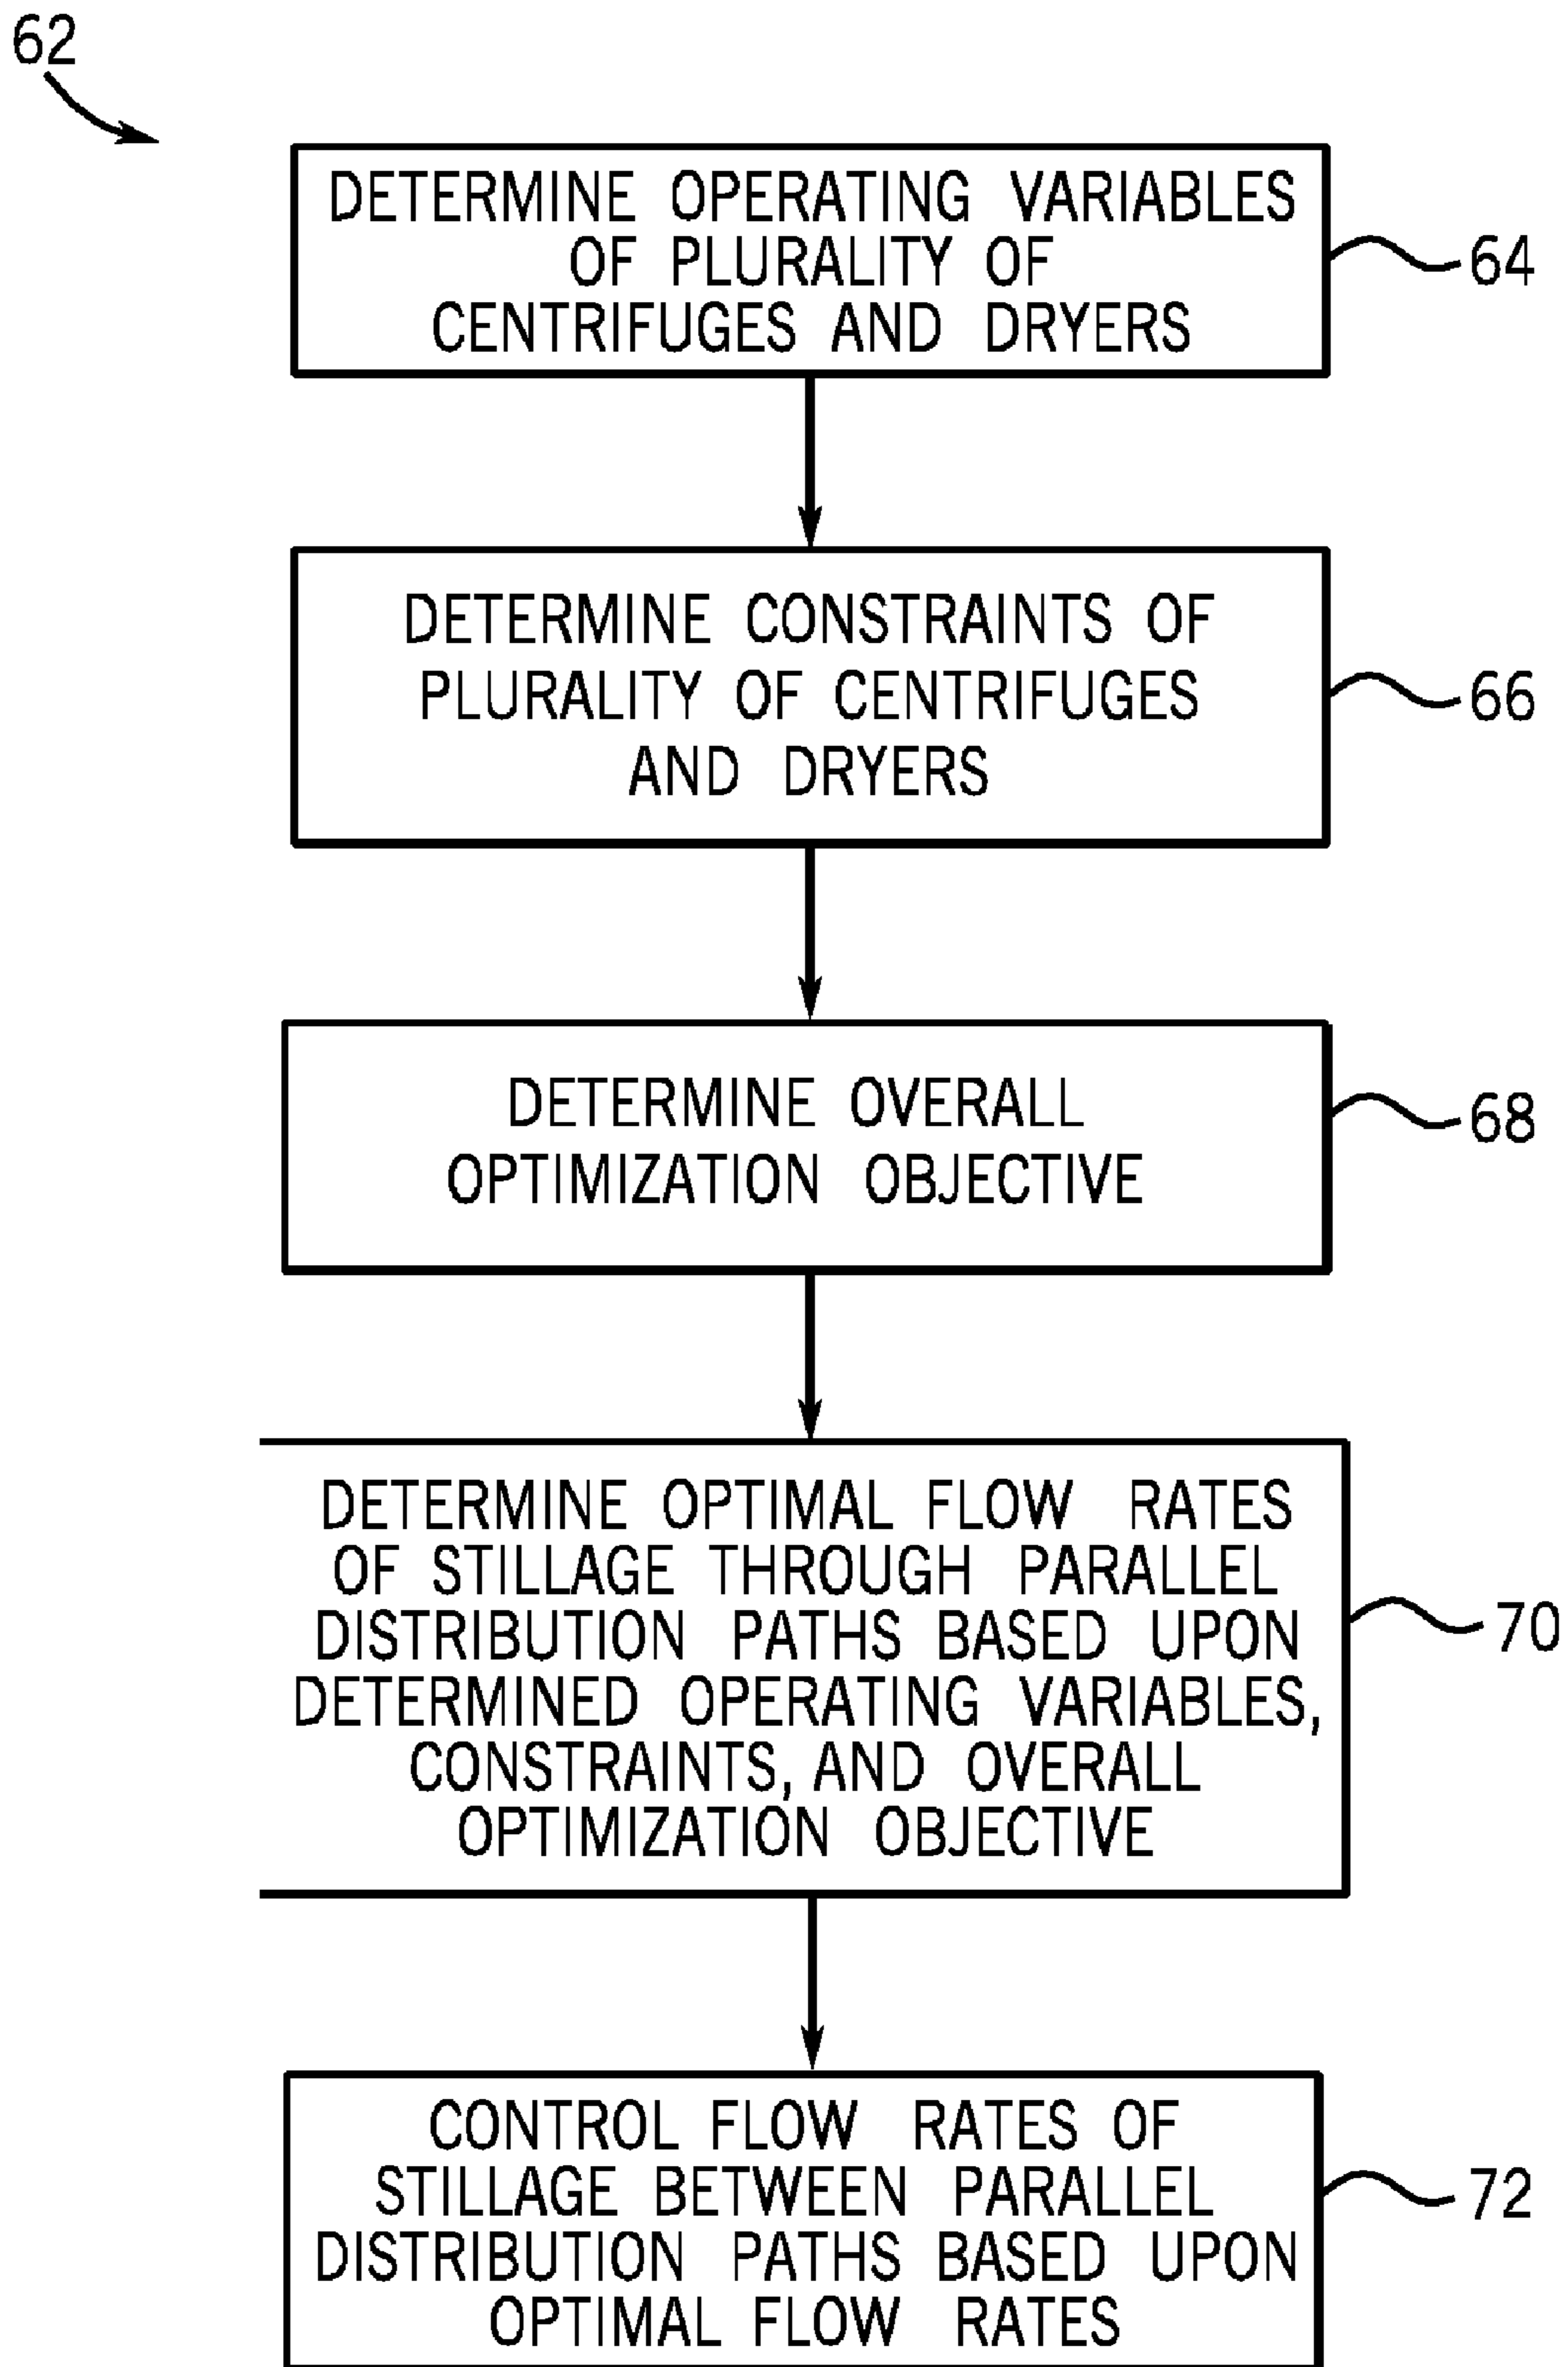 62
DETERMINE OPERATING VARIABLES
OF PLURALITY OF
CENTRIFUGES AND DRYERS
64
DETERMINE CONSTRAINTS OF
PLURALITY OF CENTRIFUGES
AND DRYERS
66
DETERMINE OVERALL
OPTIMIZATION OBJECTIVE
68
DETERMINE OPTIMAL FLOW RATES
OF STILLAGE THROUGH PARALLEL
DISTRIBUTION PATHS BASED UPON
DETERMINED OPERATING VARIABLES,
CONSTRAINTS, AND OVERALL
OPTIMIZATION OBJECTIVE
70
CONTROL FLOW RATES OF
STILLAGE BETWEEN PARALLEL
DISTRIBUTION PATHS BASED UPON
OPTIMAL FLOW RATES
72